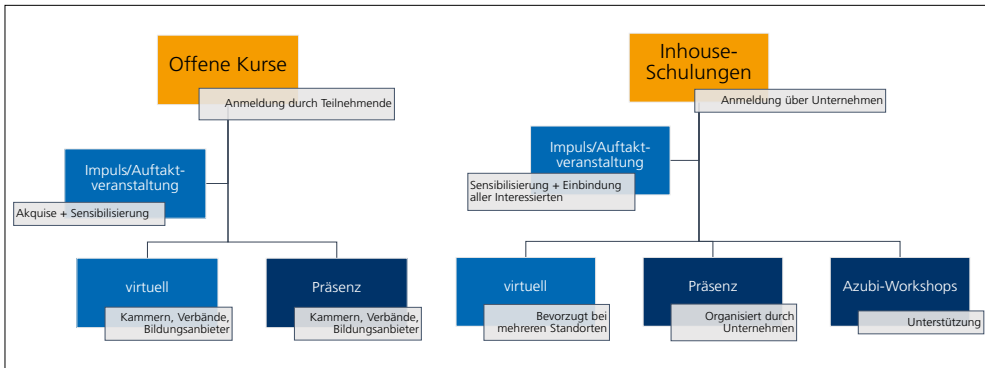 Offene Kurse
Anmeldung durch Teilnehmende
Impuls/Auftakt-
veranstaltung
Akquise + Sensibilisierung
virtuell
Kammern, Verbände,
Bildungsanbieter
Präsenz
Kammern, Verbände,
Bildungsanbieter
Inhouse-
Schulungen
Anmeldung über Unternehmen
Impuls/Auftakt-
veranstaltung
Sensibilisierung + Einbindung
aller Interessierten
virtuell
Bevorzugt bei
mehreren Standorten
Präsenz
Organisiert durch
Unternehmen
Azubi-Workshops
Unterstützung